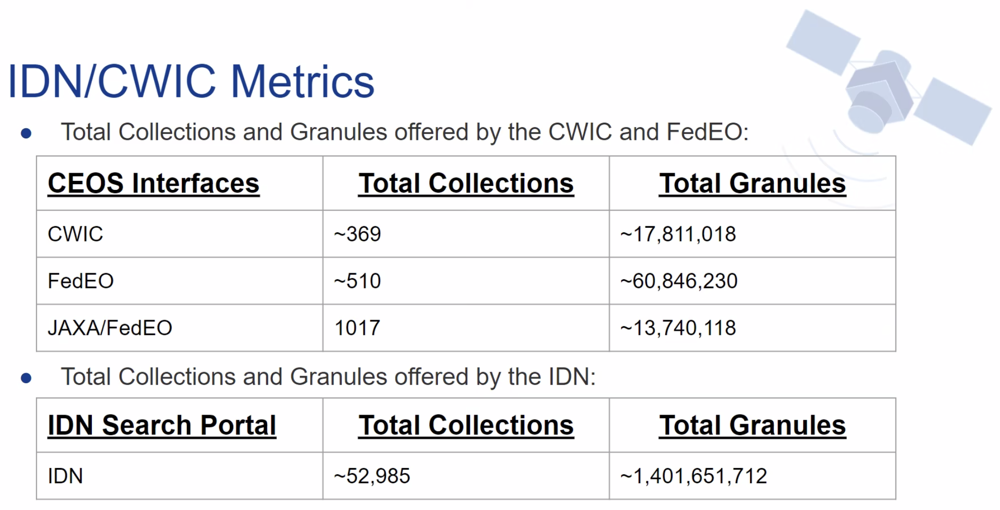 IDN/CWIC Metrics
● Total Collections and Granules offered by the CWIC and FedEO:
CEOS Interfaces Total Collections Total Granules
CWIC ~369 ~17,811,018
FedEO ~510 ~60,846,230
JAXA/FedEO 1017 ~13,740,118
● Total Collections and Granules offered by the IDN:
IDN Search Portal Total Collections Total Granules
IDN ~52,985 ~1,401,651,712